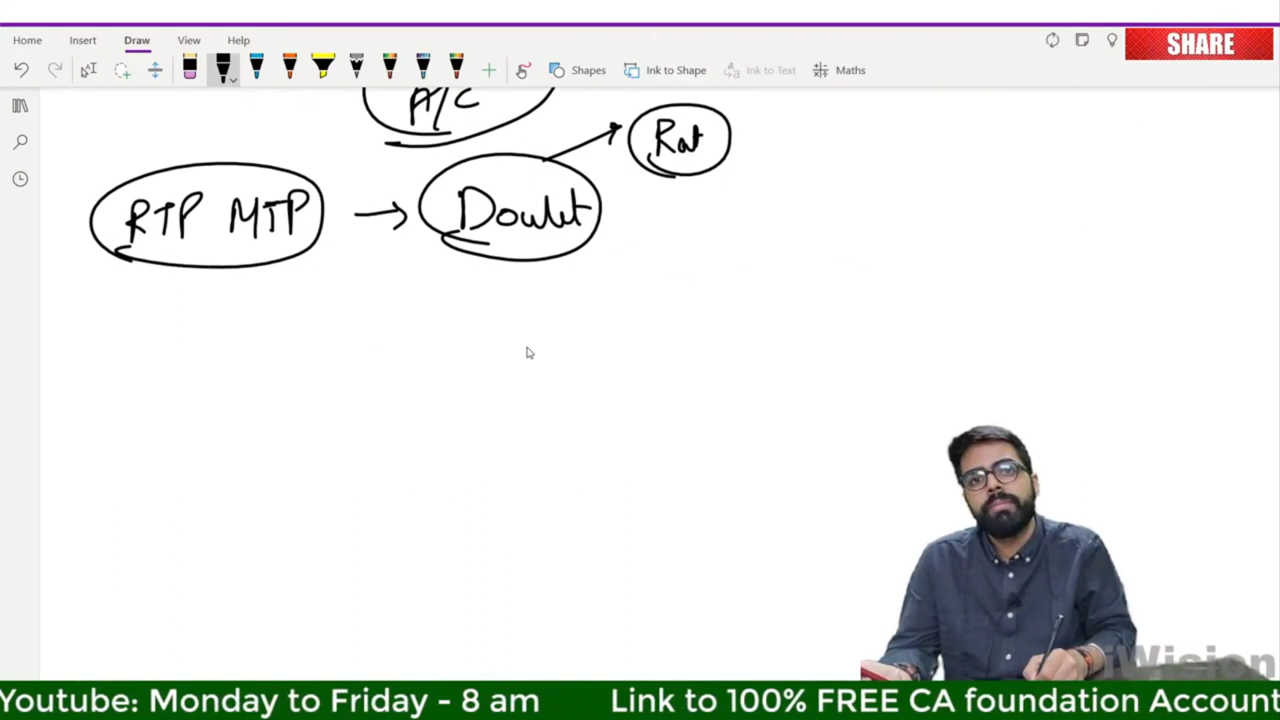 Home Insert Draw View Help
SHARE
Shapes Ink to Shape Ink to Text Maths
A/C
Rat
RTP MTP → Doubt
Youtube: Monday to Friday - 8 am Link to 100% FREE CA foundation Account